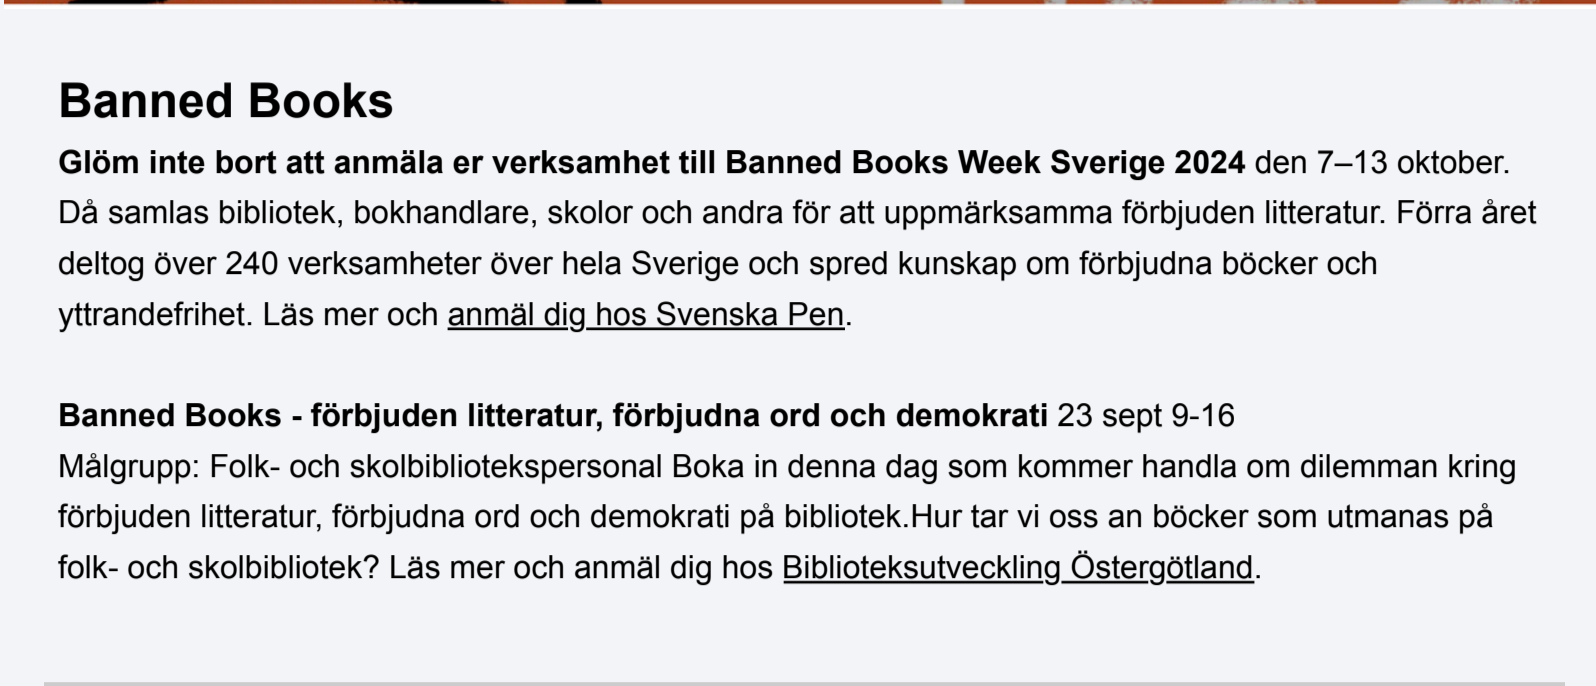 Banned Books
Glöm inte bort att anmäla er verksamhet till Banned Books Week Sverige 2024 den 7–13 oktober.
Då samlas bibliotek, bokhandlare, skolor och andra för att uppmärksamma förbjuden litteratur. Förra året
deltog över 240 verksamheter över hela Sverige och spred kunskap om förbjudna böcker och
yttrandefrihet. Läs mer och anmäl dig hos Svenska Pen.
Banned Books - förbjuden litteratur, förbjudna ord och demokrati 23 sept 9-16
Målgrupp: Folk- och skolbibliotekspersonal Boka in denna dag som kommer handla om dilemman kring
förbjuden litteratur, förbjudna ord och demokrati på bibliotek.Hur tar vi oss an böcker som utmanas på
folk- och skolbibliotek? Läs mer och anmäl dig hos Biblioteksutveckling Östergötland.